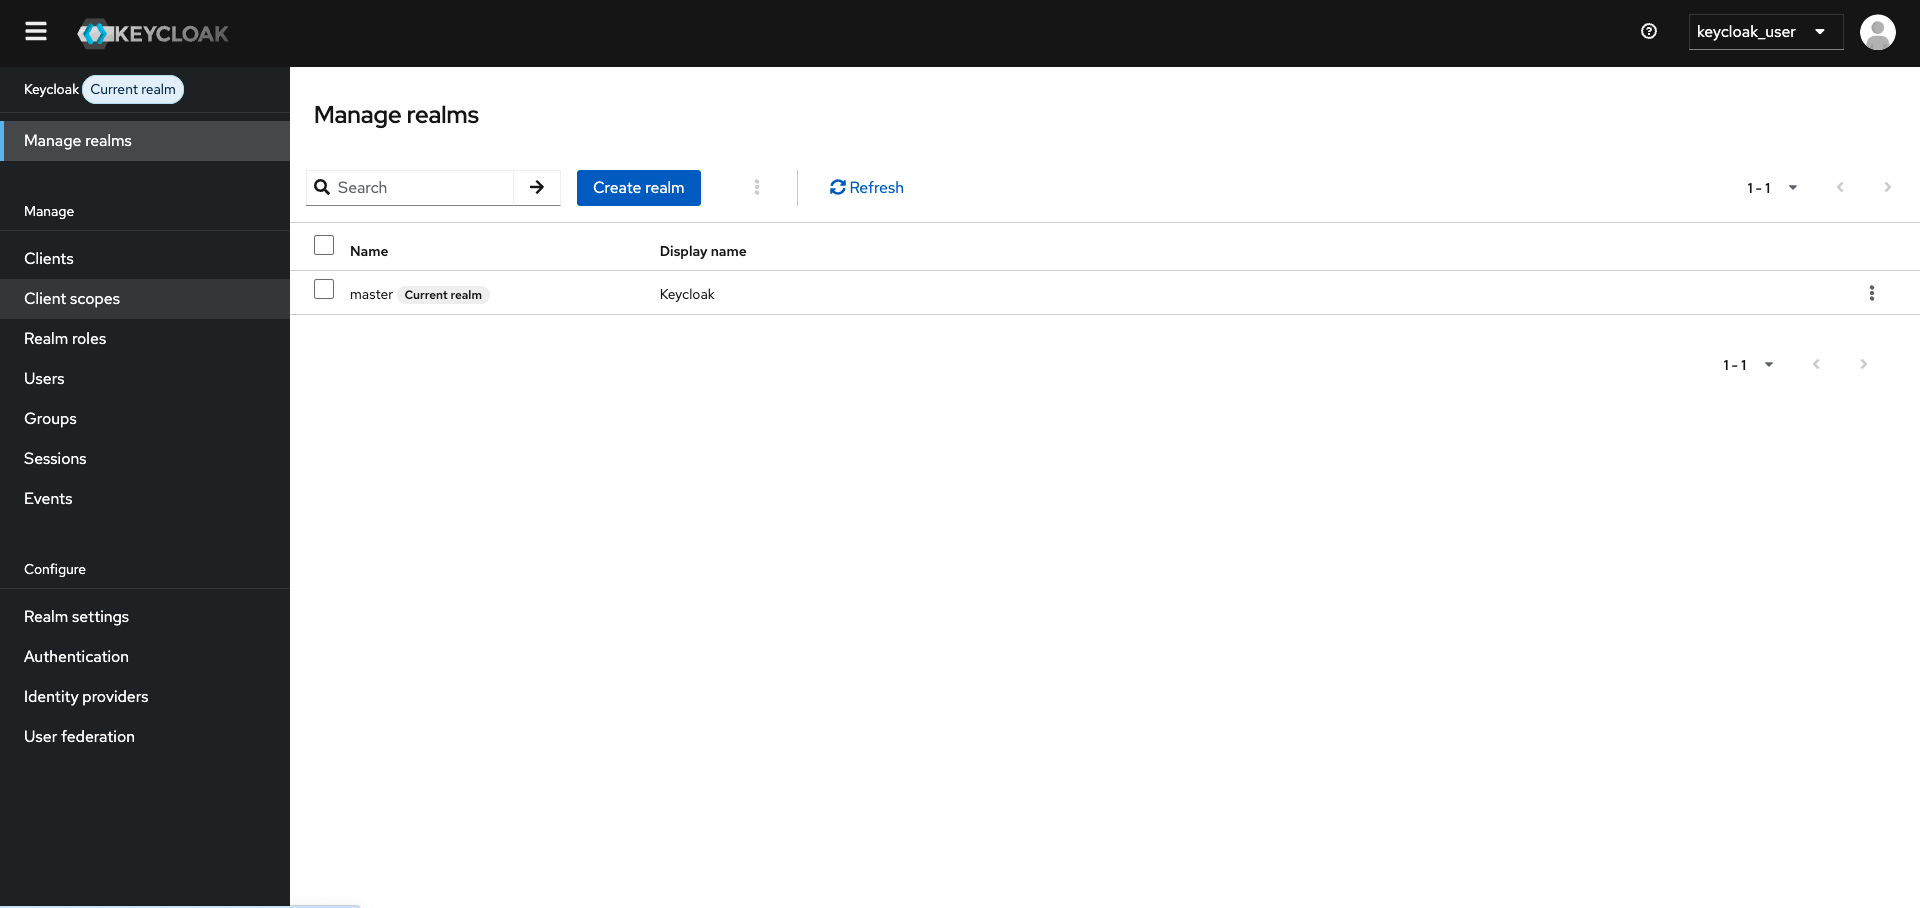 KEYCLOAK
keycloak_user
Keycloak Current realm
Manage realms
Manage
Clients
Client scopes
Realm roles
Users
Groups
Sessions
Events
Configure
Realm settings
Authentication
Identity providers
User federation
Manage realms
Search
Create realm
Refresh
1 - 1
Name Display name
master Current realm Keycloak
1 - 1